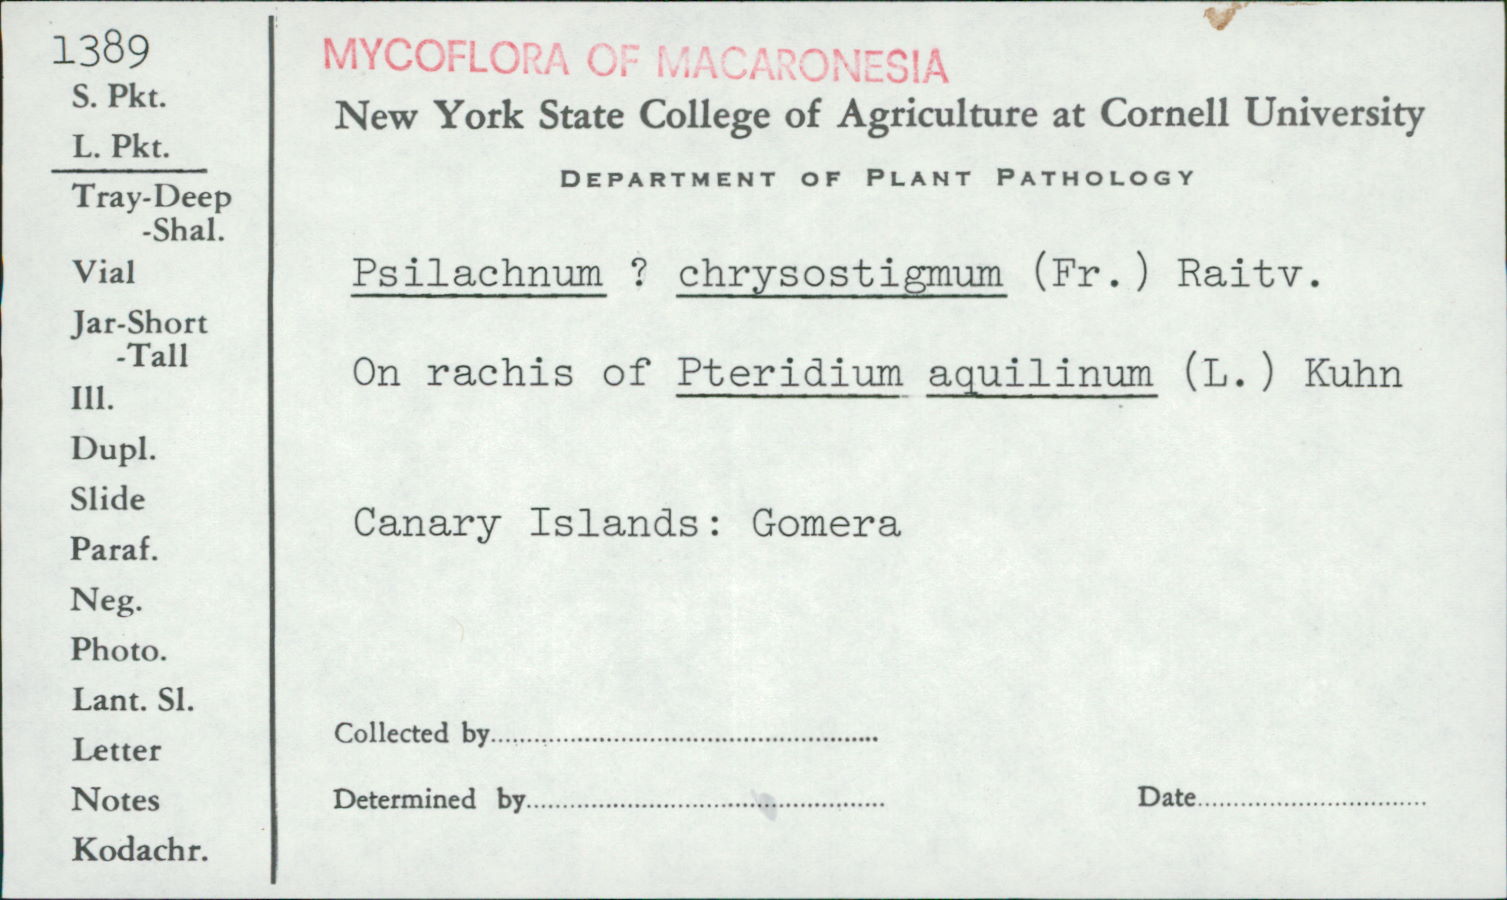 1389
S. Pkt.
L. Pkt.
Tray-Deep
-Shal.
Vial
Jar-Short
-Tall
Ill.
Dupl.
Slide
Paraf.
Neg.
Photo.
Lant. Sl.
Letter
Notes
Kodachr.
MYCOFLORA OF MACARONESIA
New York State College of Agriculture at Cornell University
DEPARTMENT OF PLANT PATHOLOGY
Psilachnum ? chrysostigmum (Fr.) Raitv.
On rachis of Pteridium aquilinum (L.) Kuhn
Canary Islands: Gomera
Collected by
Determined by Date